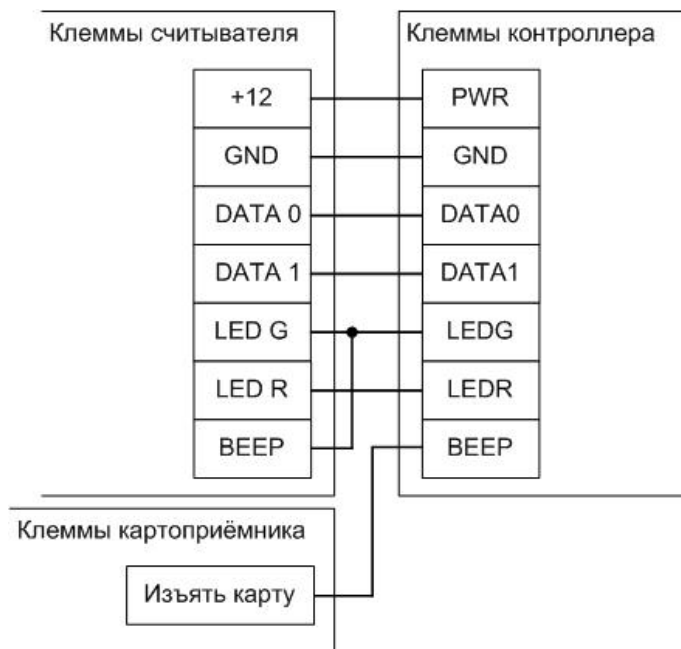 Клеммы считывателя
Клеммы контроллера
+12
PWR
GND
GND
DATA 0
DATA0
DATA 1
DATA1
LED G
LEDG
LED R
LEDR
BEEP
BEEP
Клеммы картоприёмника
Изъять карту